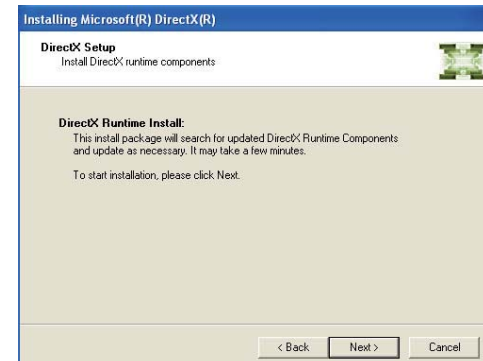 Installing Microsoft(R) DirectX(R)
DirectX Setup
Install DirectX runtime components
DirectX Runtime Install:
This install package will search for updated DirectX Runtime Components
and update as necessary. It may take a few minutes.
To start installation, please click Next.
< Back Next > Cancel